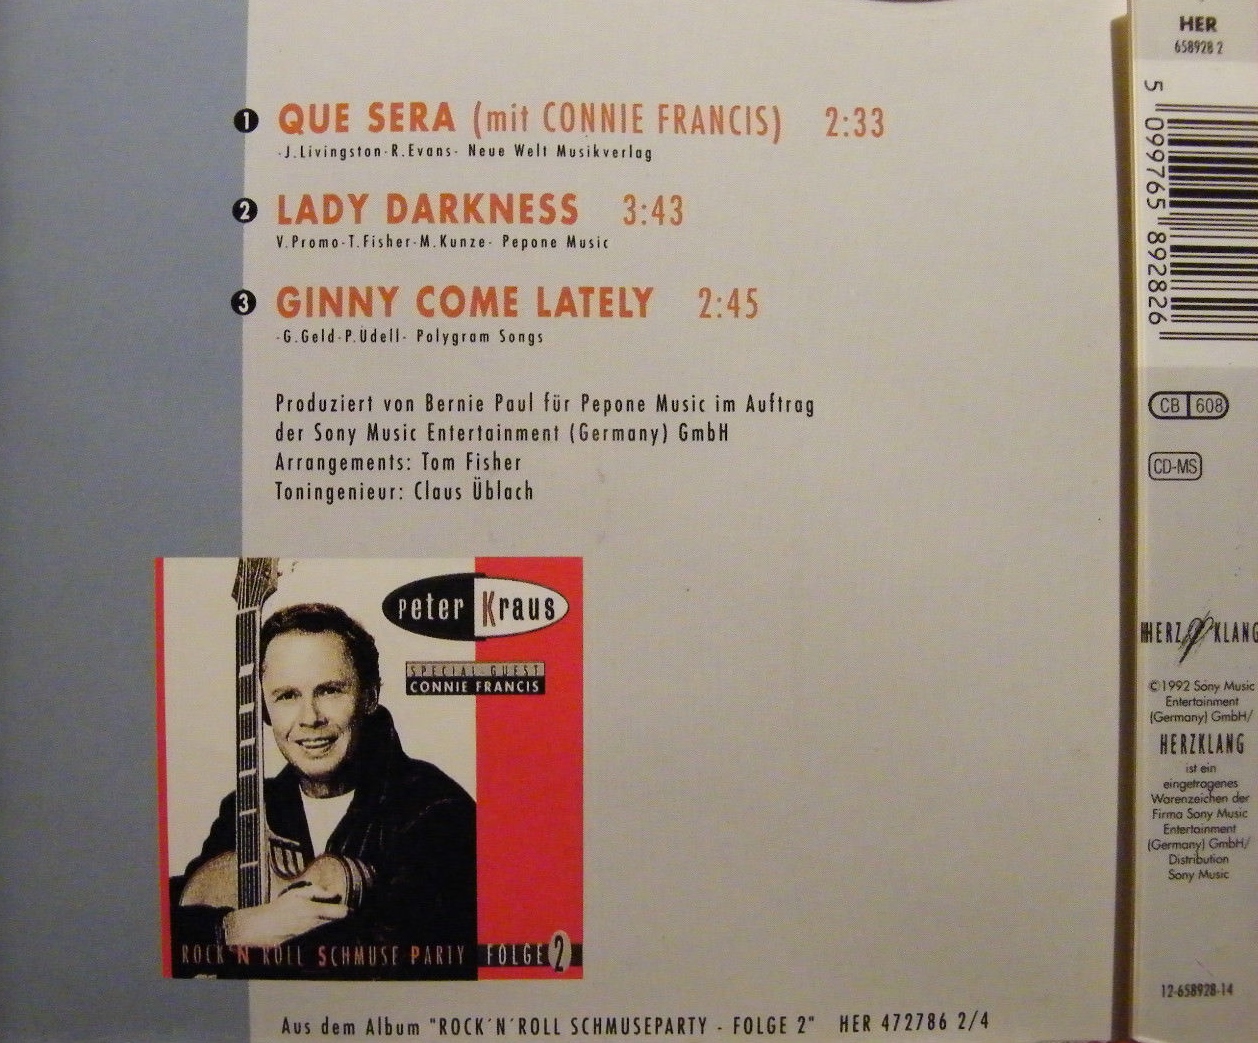 1 QUE SERA (mit CONNIE FRANCIS) 2:33
-J.Livingston-R.Evans- Neue Welt Musikverlag
2 LADY DARKNESS 3:43
V.Promo-T.Fisher-M.Kunze- Pepone Music
3 GINNY COME LATELY 2:45
-G.Geld-P.Udell- Polygram Songs
Produziert von Bernie Paul für Pepone Music im Auftrag
der Sony Music Entertainment (Germany) GmbH
Arrangements: Tom Fisher
Toningenieur: Claus Üblach
Peter Kraus
SPECIAL GUEST
CONNIE FRANCIS
ROCK 'N ROLL SCHMUSE PARTY FOLGE 2
Aus dem Album "ROCK´N´ROLL SCHMUSEPARTY - FOLGE 2" HER 472786 2/4
HER
658928 2
5 099765 892826
CB 608
CD-MS
HERZ KLANG
©1992 Sony Music
Entertainment
(Germany) GmbH/
HERZKLANG
ist ein
eingetragenes
Warenzeichen der
Firma Sony Music
Entertainment
(Germany) GmbH/
Distribution
Sony Music
12-658928-14